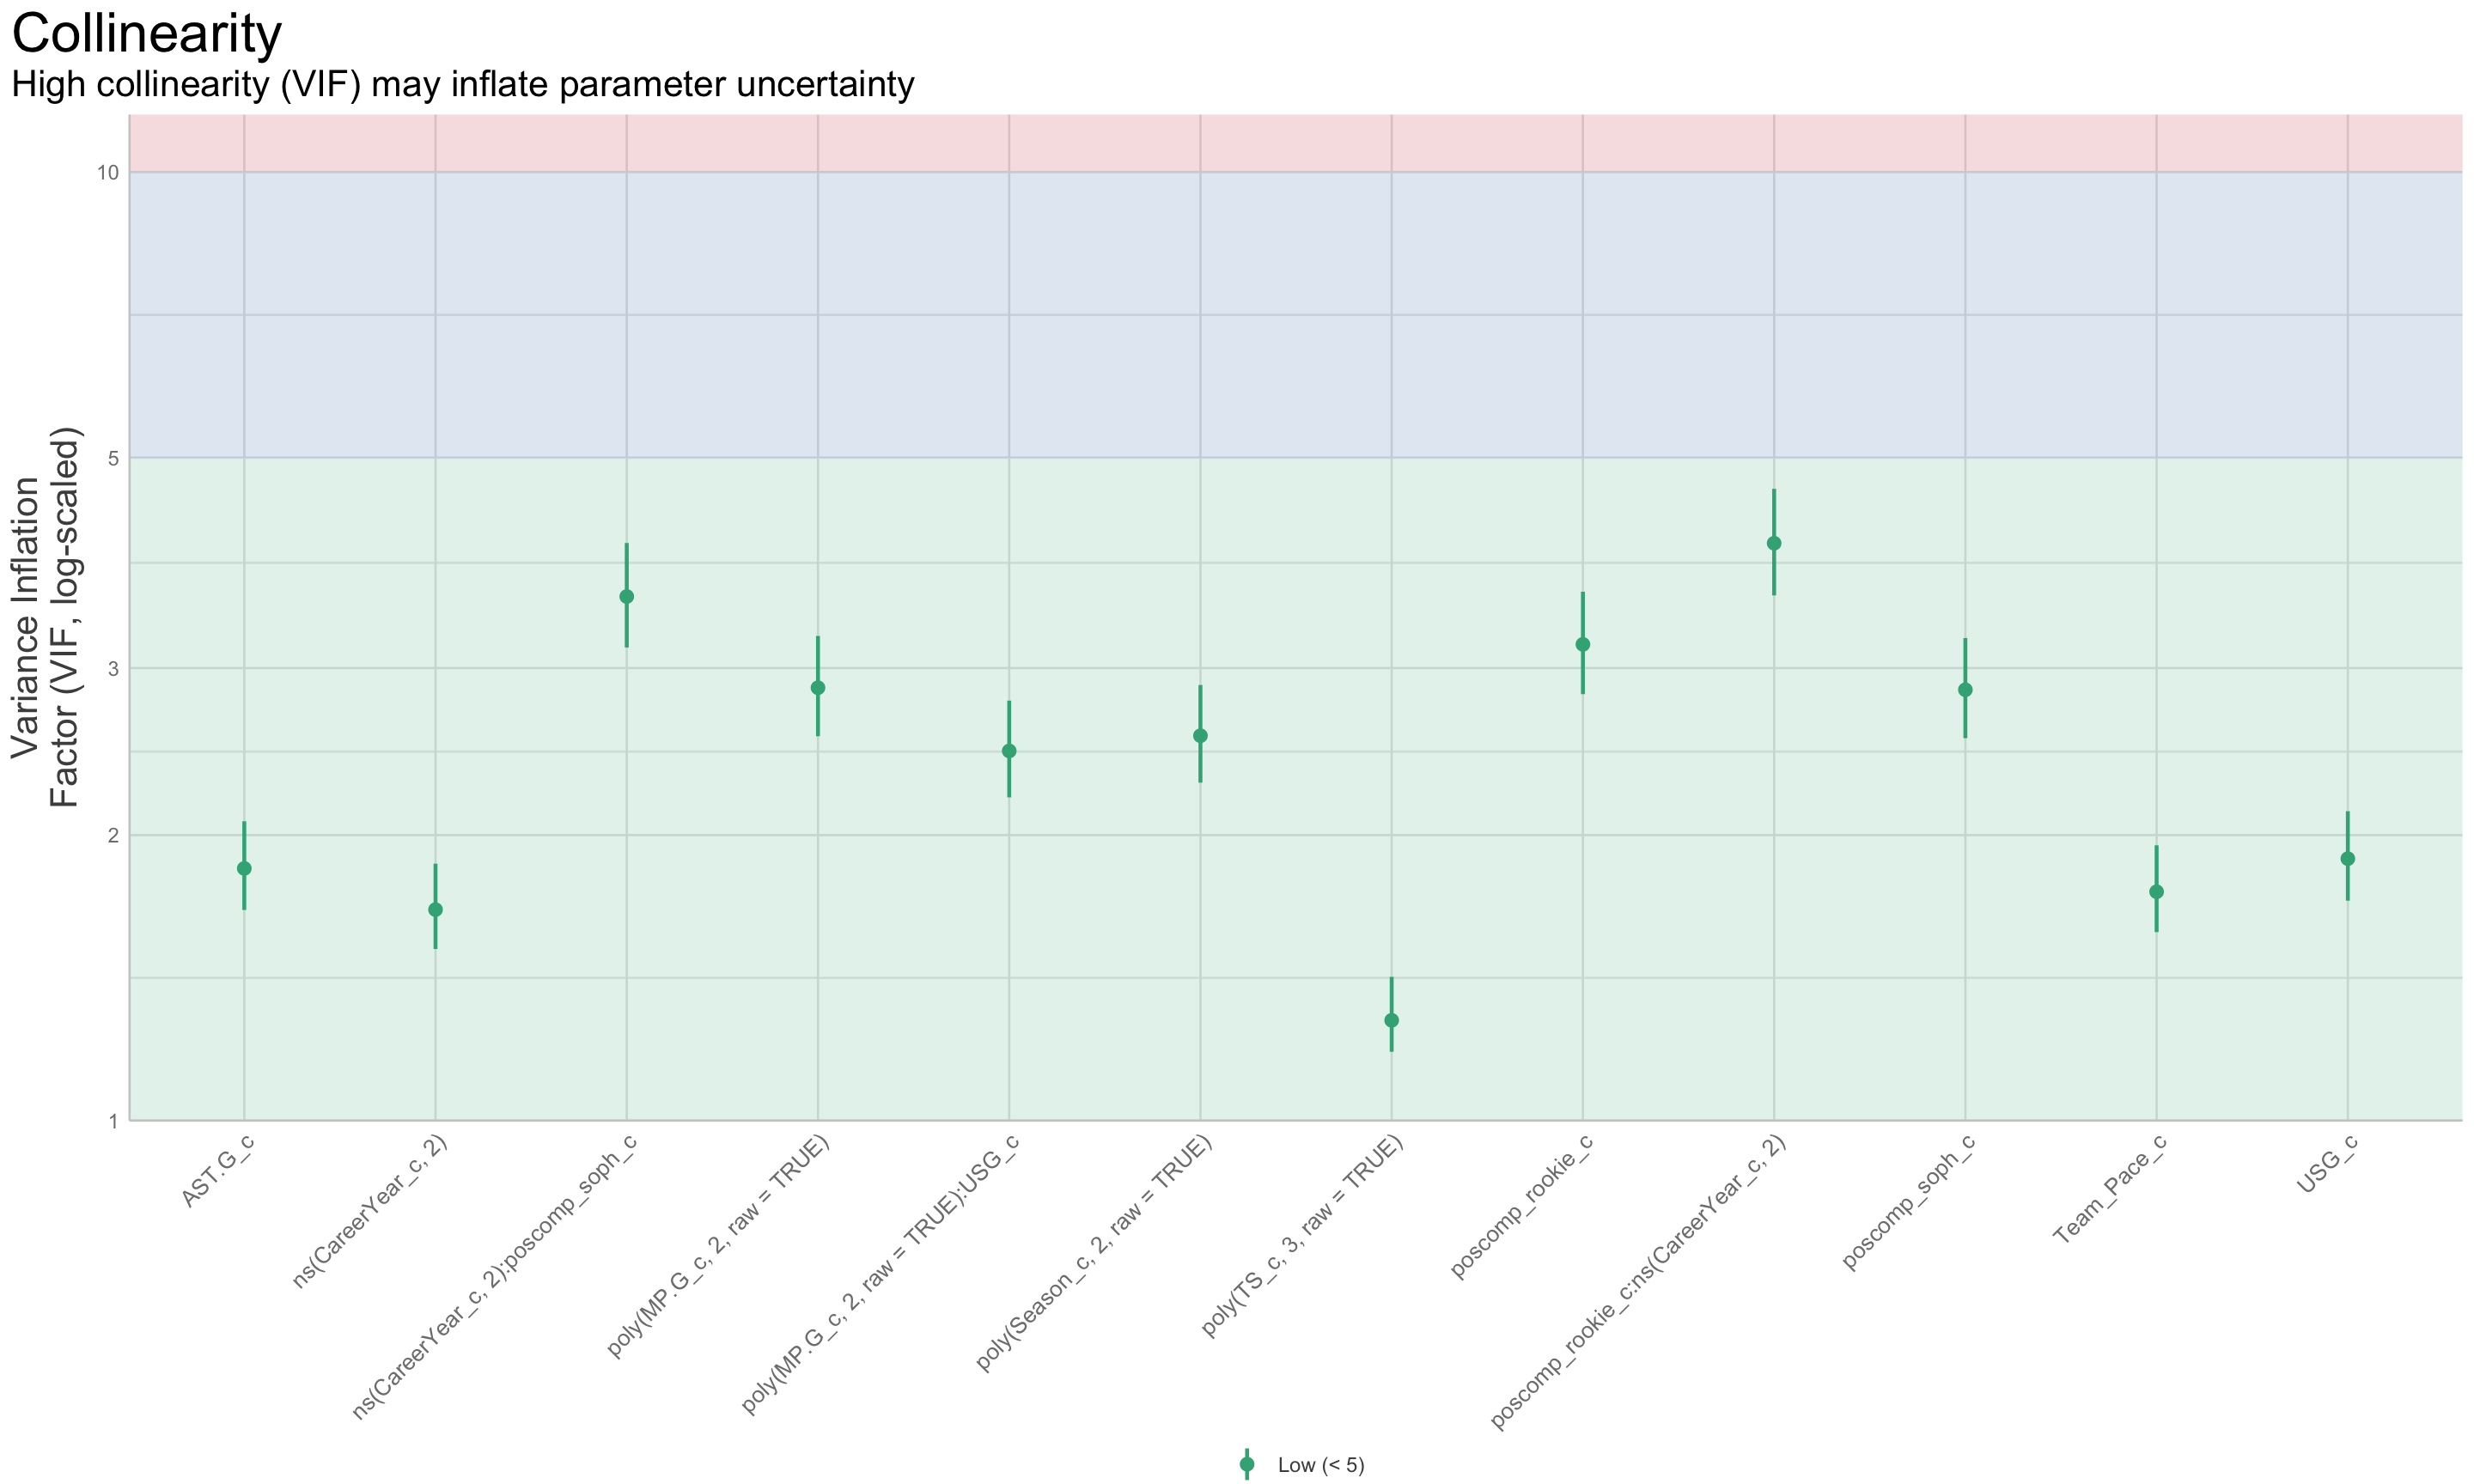 Collinearity
High collinearity (VIF) may inflate parameter uncertainty
Variance Inflation
Factor (VIF, log-scaled)
10
5
3
2
1
AST.G_c
ns(CareerYear_c, 2)
ns(CareerYear_c, 2):poscomp_soph_c
poly(MP.G_c, 2, raw = TRUE)
poly(MP.G_c, 2, raw = TRUE):USG_c
poly(Season_c, 2, raw = TRUE)
poly(TS_c, 3, raw = TRUE)
poscomp_rookie_c
poscomp_rookie_c:ns(CareerYear_c, 2)
poscomp_soph_c
Team_Pace_c
USG_c
Low (< 5)